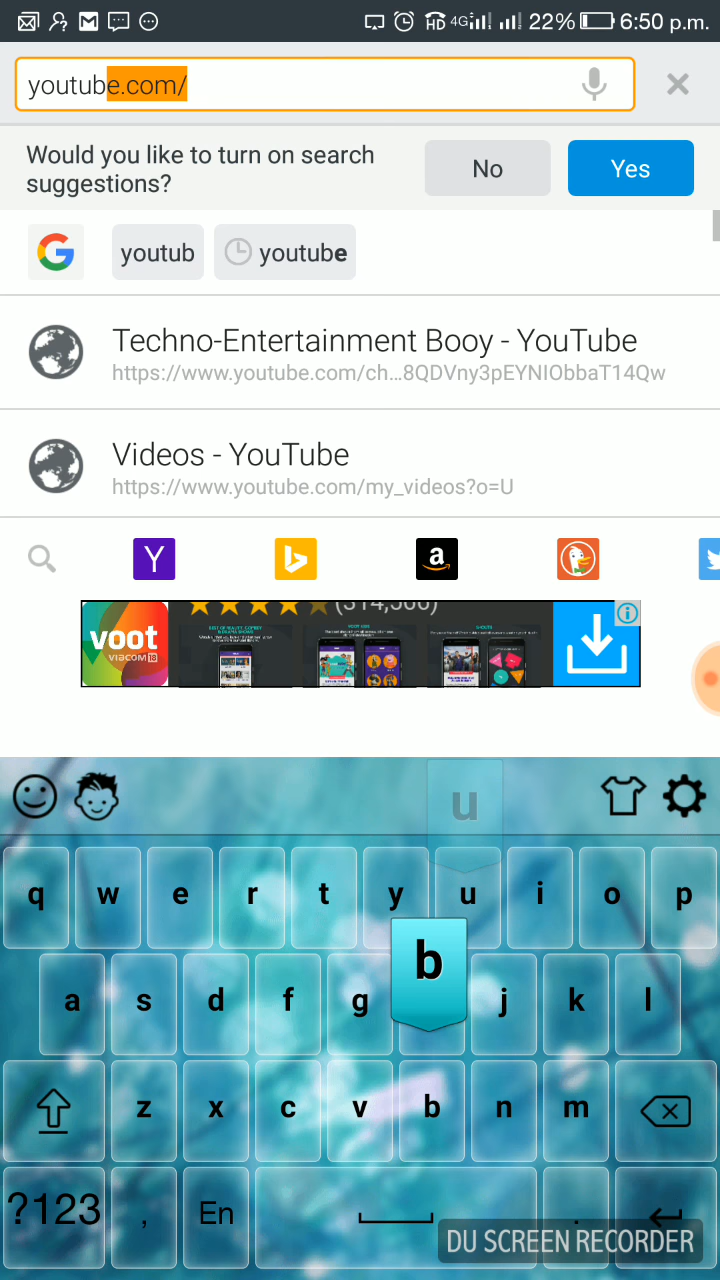 HD 4G 22% 6:50 p.m.
youtube.com/
Would you like to turn on search
suggestions?
No
Yes
G youtub youtube
Techno-Entertainment Booy - YouTube
https://www.youtube.com/ch…8QDVny3pEYNIObbaT14Qw
Videos - YouTube
https://www.youtube.com/my_videos?o=U
Y a
voot
VIACOM18
u
q w e r t y u i o p
b
a s d f g j k l
z x c v b n m
?123 , En .
DU SCREEN RECORDER